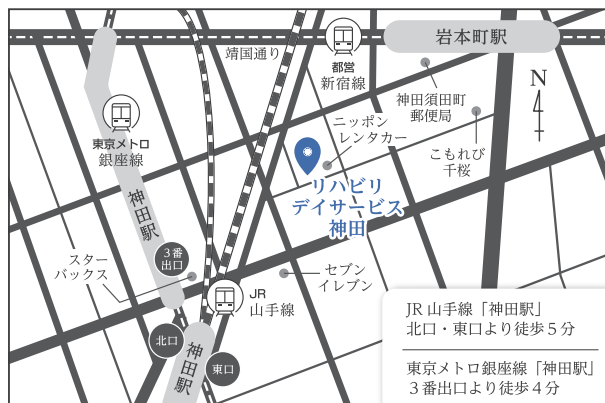 靖国通り
都営
新宿線
岩本町駅
神田須田町
郵便局
N
ニッポン
レンタカー
こもれび
千桜
東京メトロ
銀座線
リハビリ
デイサービス
神田
神田駅
3番
出口
スター
バックス
セブン
イレブン
JR
山手線
北口
神田駅
東口
JR 山手線「神田駅」
北口・東口より徒歩5分
東京メトロ銀座線「神田駅」
3番出口より徒歩4分